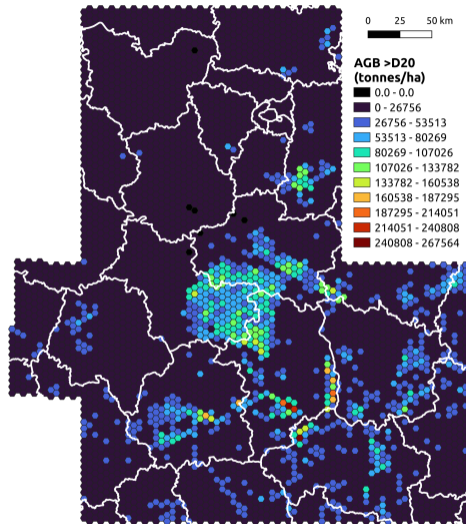 0 25 50 km
AGB >D20
(tonnes/ha)
0.0 - 0.0
0 - 26756
26756 - 53513
53513 - 80269
80269 - 107026
107026 - 133782
133782 - 160538
160538 - 187295
187295 - 214051
214051 - 240808
240808 - 267564